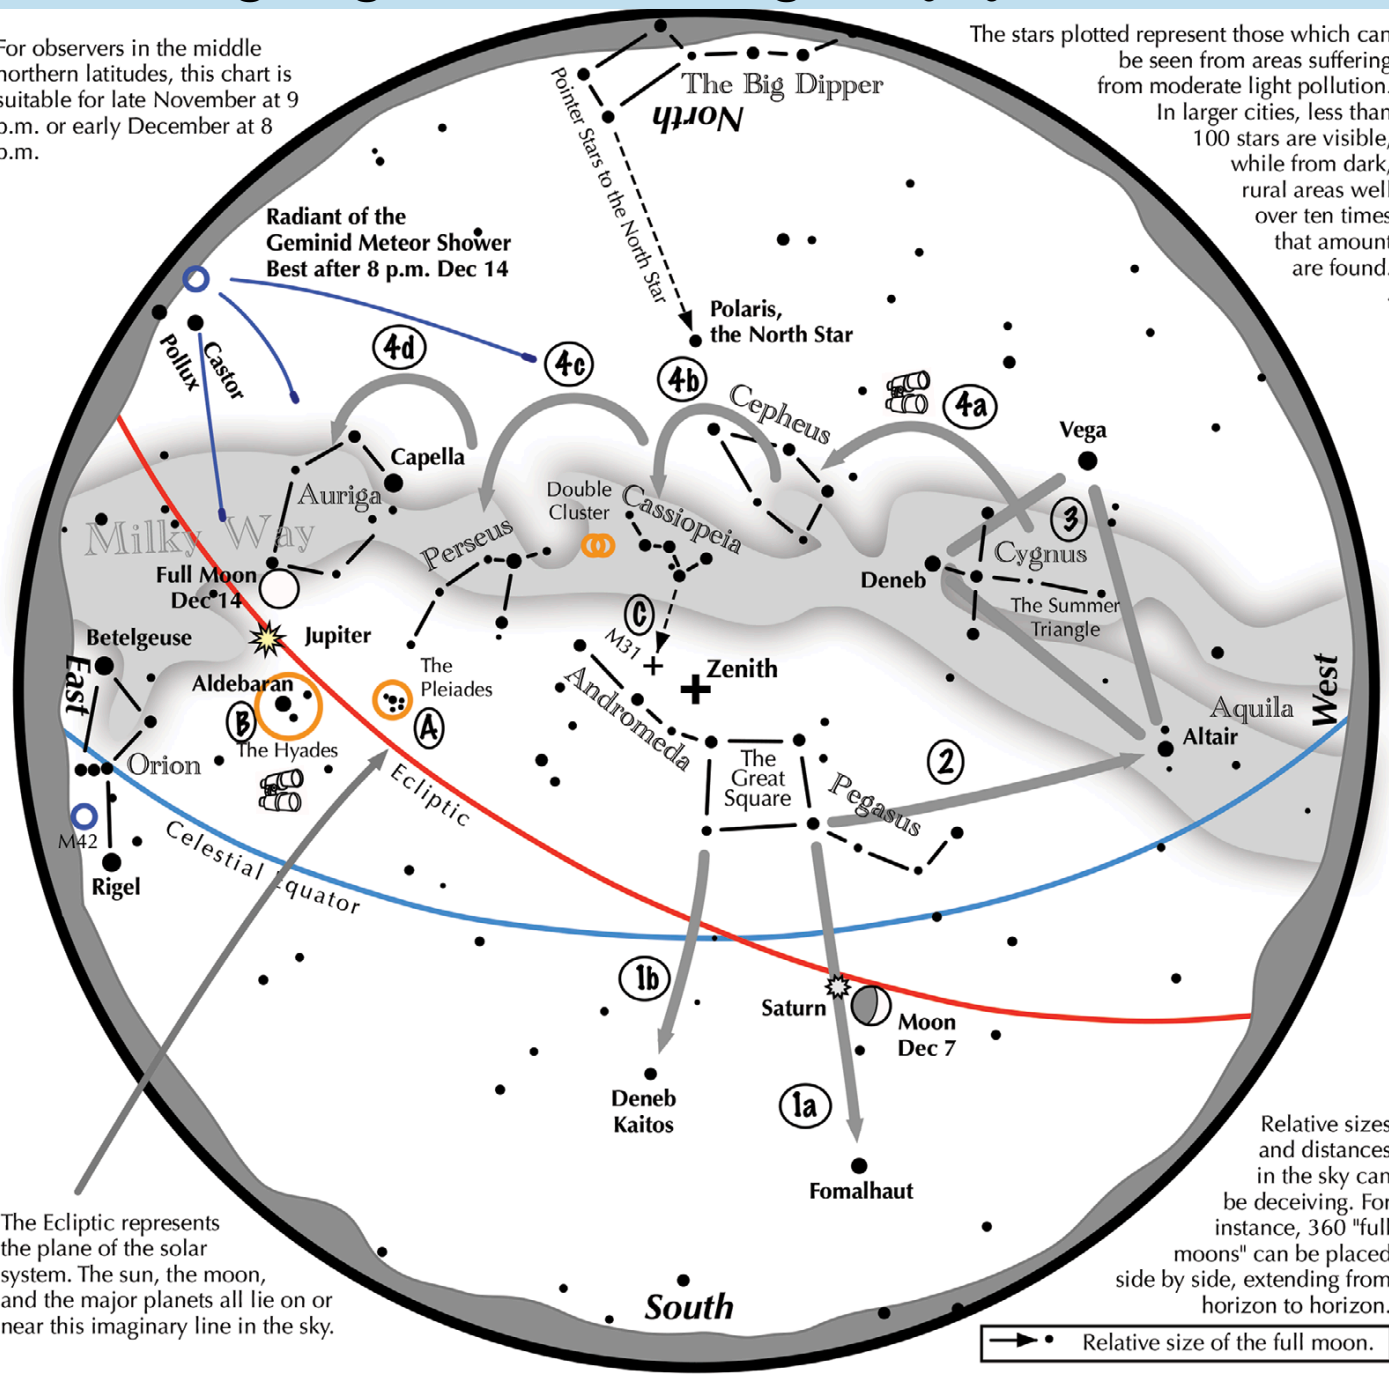 For observers in the middle
northern latitudes, this chart is
suitable for late November at 9
p.m. or early December at 8
p.m.
The stars plotted represent those which can
be seen from areas suffering
from moderate light pollution.
In larger cities, less than
100 stars are visible,
while from dark,
rural areas well
over ten times
that amount
are found.
The Big Dipper
North
Pointer Stars to the North Star
Radiant of the
Geminid Meteor Shower
Best after 8 p.m. Dec 14
Polaris,
the North Star
Pollux
Castor
4d
4c
4b
4a
Cepheus
Vega
Capella
Auriga
Double
Cluster
Cassiopeia
3
Milky Way
Perseus
Cygnus
Full Moon
Dec 14
Deneb
The Summer
Triangle
C
M31
Betelgeuse
Jupiter
East
The
Pleiades
Zenith
West
Aldebaran
B
A
The Hyades
Andromeda
Aquila
Altair
Orion
The
Great
Square
2
Pegasus
Ecliptic
M42
Celestial Equator
Rigel
1b
Saturn
Moon
Dec 7
Deneb
Kaitos
1a
Fomalhaut
The Ecliptic represents
the plane of the solar
system. The sun, the moon,
and the major planets all lie on or
near this imaginary line in the sky.
Relative sizes
and distances
in the sky can
be deceiving. For
instance, 360 "full
moons" can be placed
side by side, extending from
horizon to horizon.
South
Relative size of the full moon.